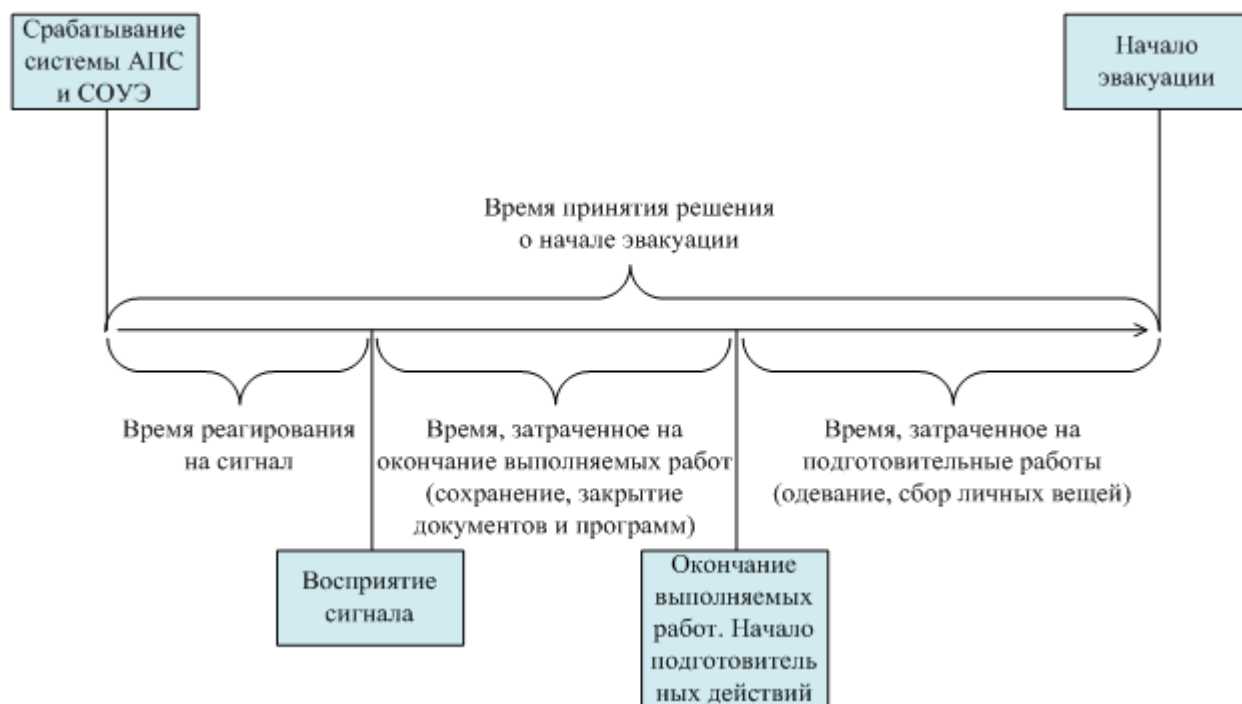 Срабатывание
системы АПС
и СОУЭ
Начало
эвакуации
Время принятия решения
о начале эвакуации
Время реагирования
на сигнал
Время, затраченное на
окончание выполняемых работ
(сохранение, закрытие
документов и программ)
Время, затраченное на
подготовительные работы
(одевание, сбор личных вещей)
Восприятие
сигнала
Окончание
выполняемых
работ. Начало
подготовитель
ных действий